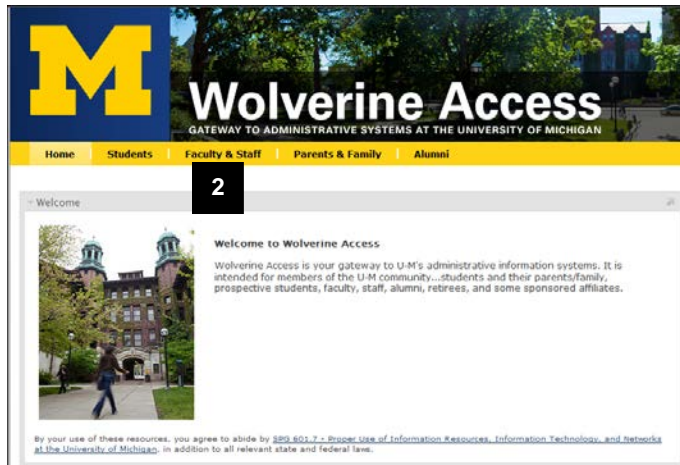 M
Wolverine Access
GATEWAY TO ADMINISTRATIVE SYSTEMS AT THE UNIVERSITY OF MICHIGAN
Home Students Faculty & Staff Parents & Family Alumni
2
Welcome
Welcome to Wolverine Access
Wolverine Access is your gateway to U-M's administrative information systems. It is
intended for members of the U-M community...students and their parents/family,
prospective students, faculty, staff, alumni, retirees, and some sponsored affiliates.
By your use of these resources, you agree to abide by SPG 601.7 - Proper Use of Information Resources, Information Technology, and Networks
at the University of Michigan, in addition to all relevant state and federal laws.